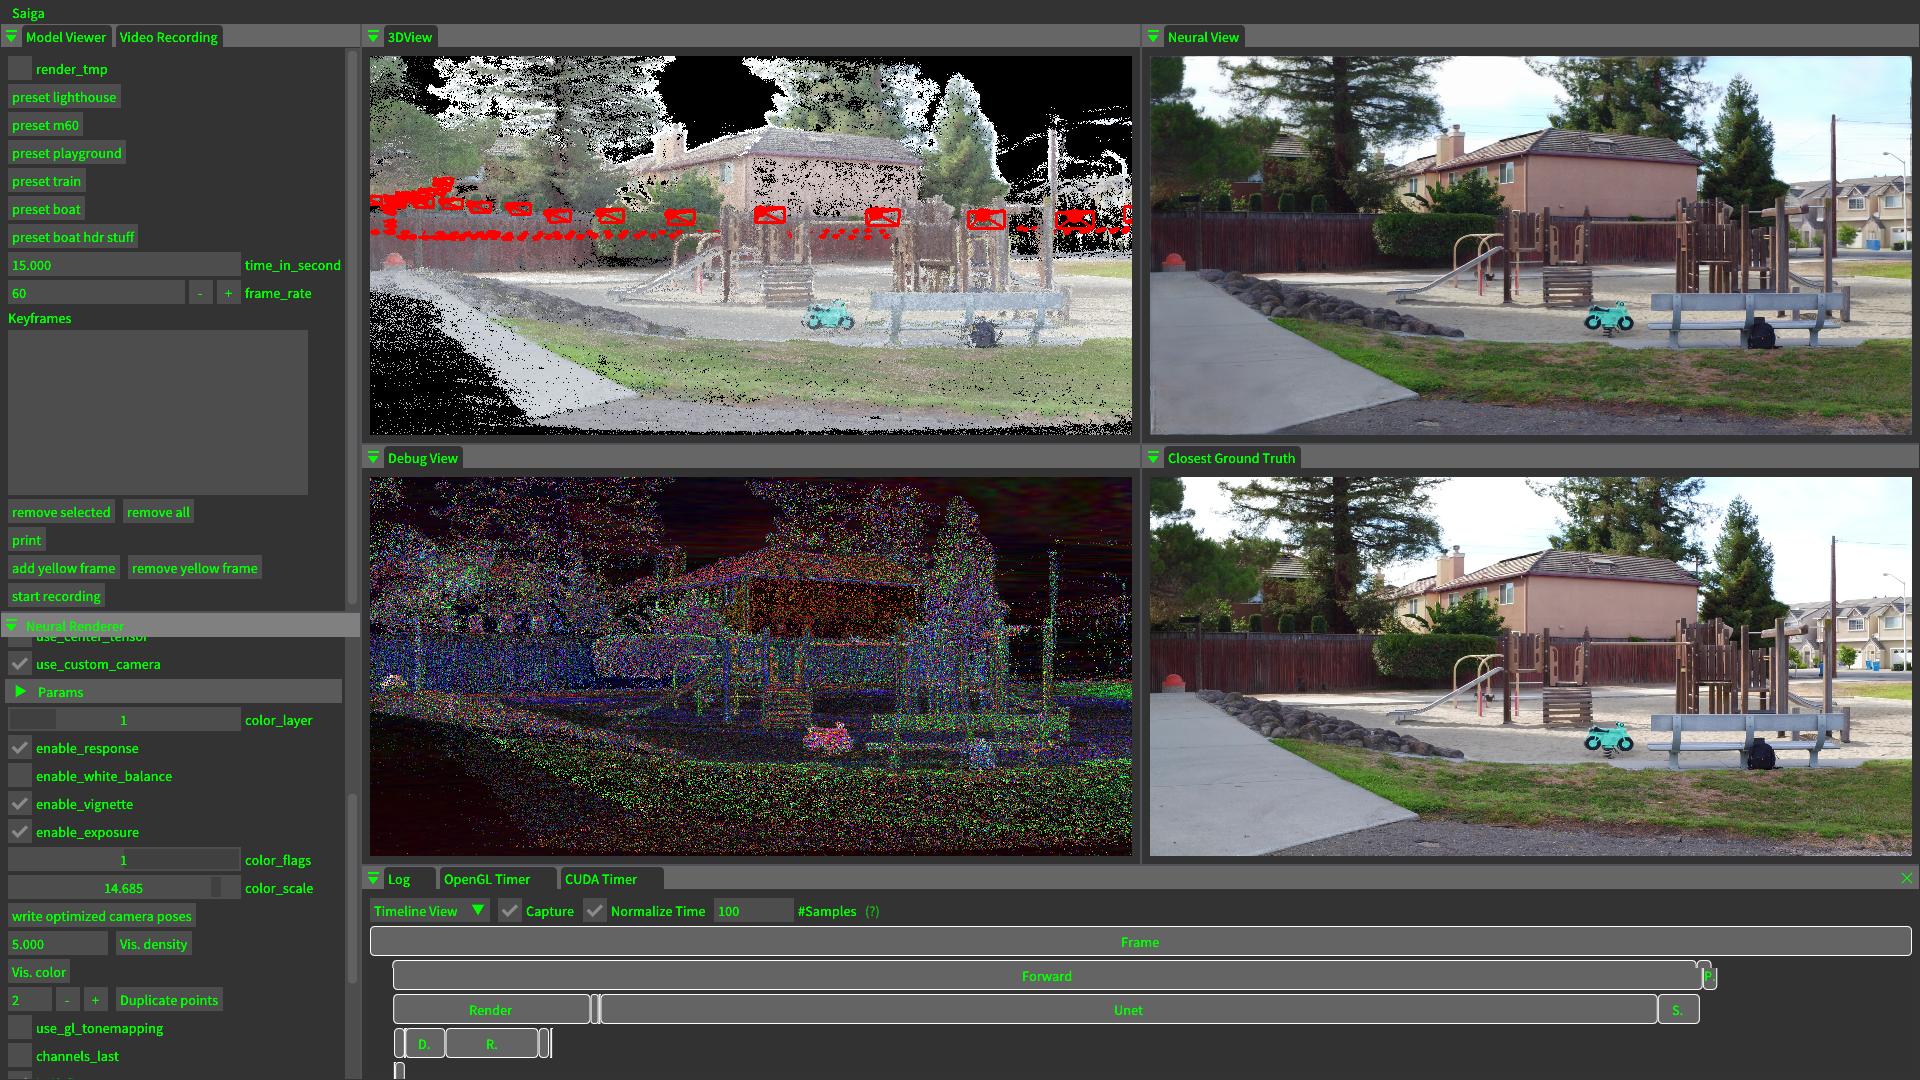 Saiga
Model Viewer
Video Recording
render_tmp
preset lighthouse
preset m60
preset playground
preset train
preset boat
preset boat hdr stuff
15.000 time_in_second
60 - + frame_rate
Keyframes
remove selected remove all
print
add yellow frame remove yellow frame
start recording
Neural Renderer
use_center_tensor
use_custom_camera
Params
1 color_layer
enable_response
enable_white_balance
enable_vignette
enable_exposure
1 color_flags
14.685 color_scale
write optimized camera poses
5.000 Vis. density
Vis. color
2 - + Duplicate points
use_gl_tonemapping
channels_last
3DView
Neural View
Debug View
Closest Ground Truth
Log OpenGL Timer CUDA Timer
Timeline View Capture Normalize Time 100 #Samples (?)
Frame
Forward P.
Render Unet S.
D. R.